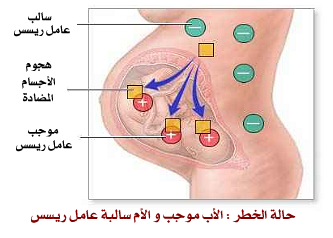 سالب
عامل ريسس
هجوم
الأجسام
المضادة
موجب
عامل ريسس
حالة الخطر : الأب موجب و الأم سالبة عامل ريسس